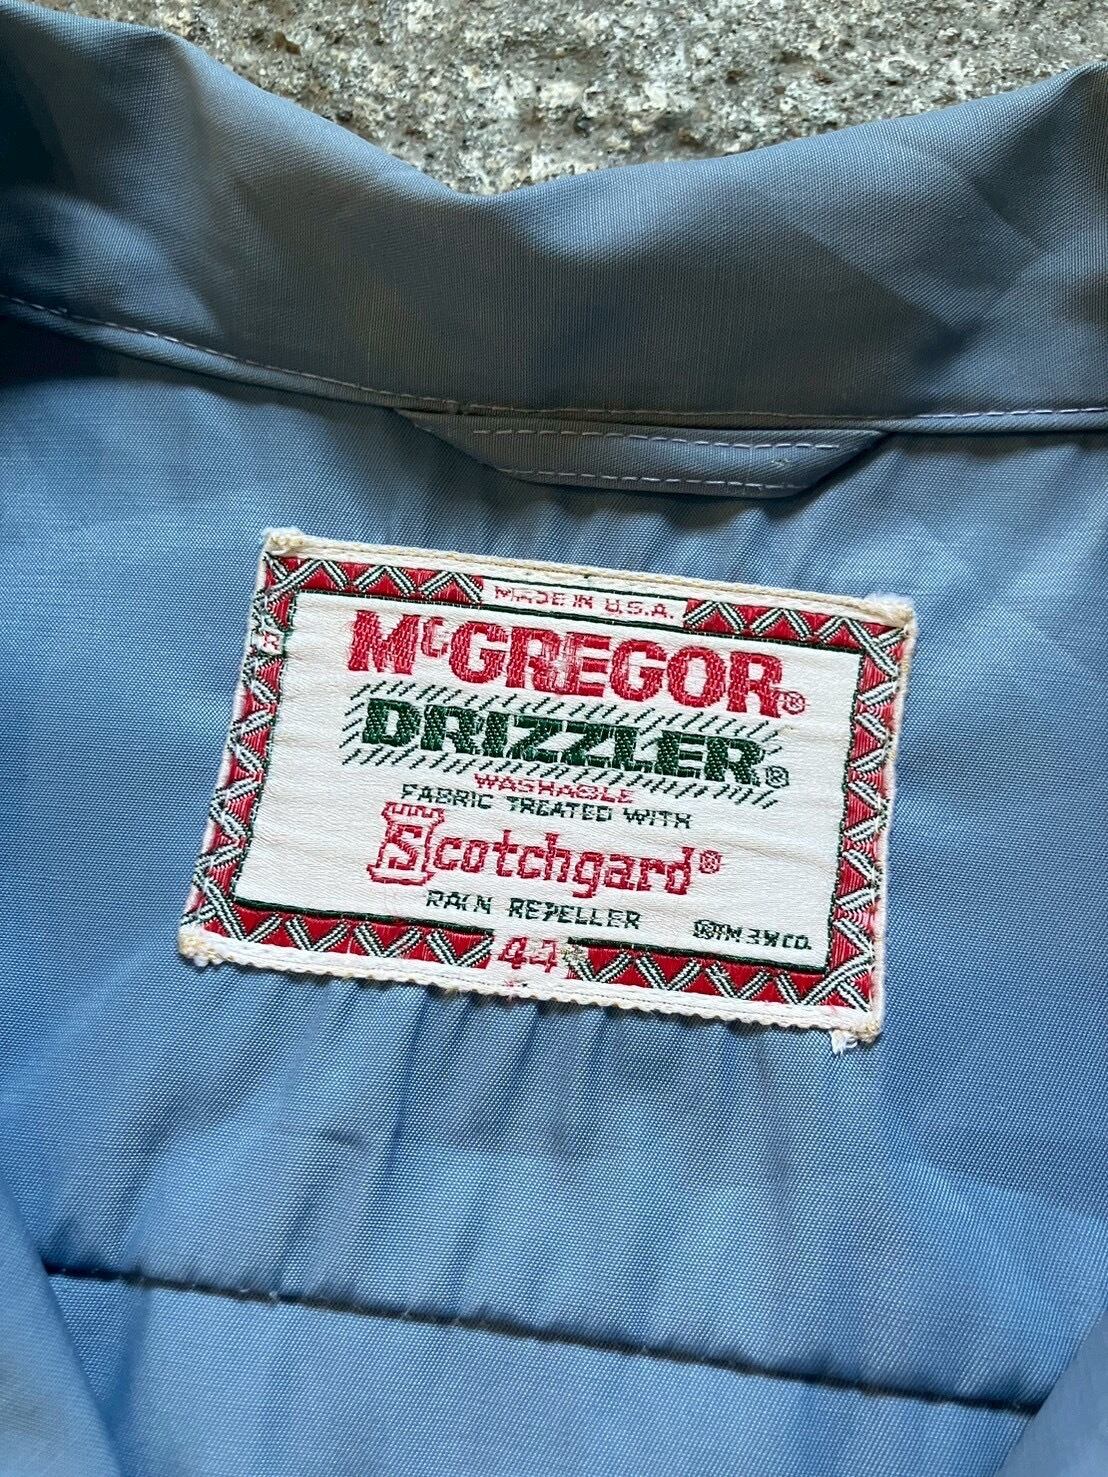 MADE IN U.S.A.
R
McGREGOR®
DRIZZLER®
WASHABLE
FABRIC TREATED WITH
Scotchgard®
RAIN REPELLER
®TM 3M CO.
44